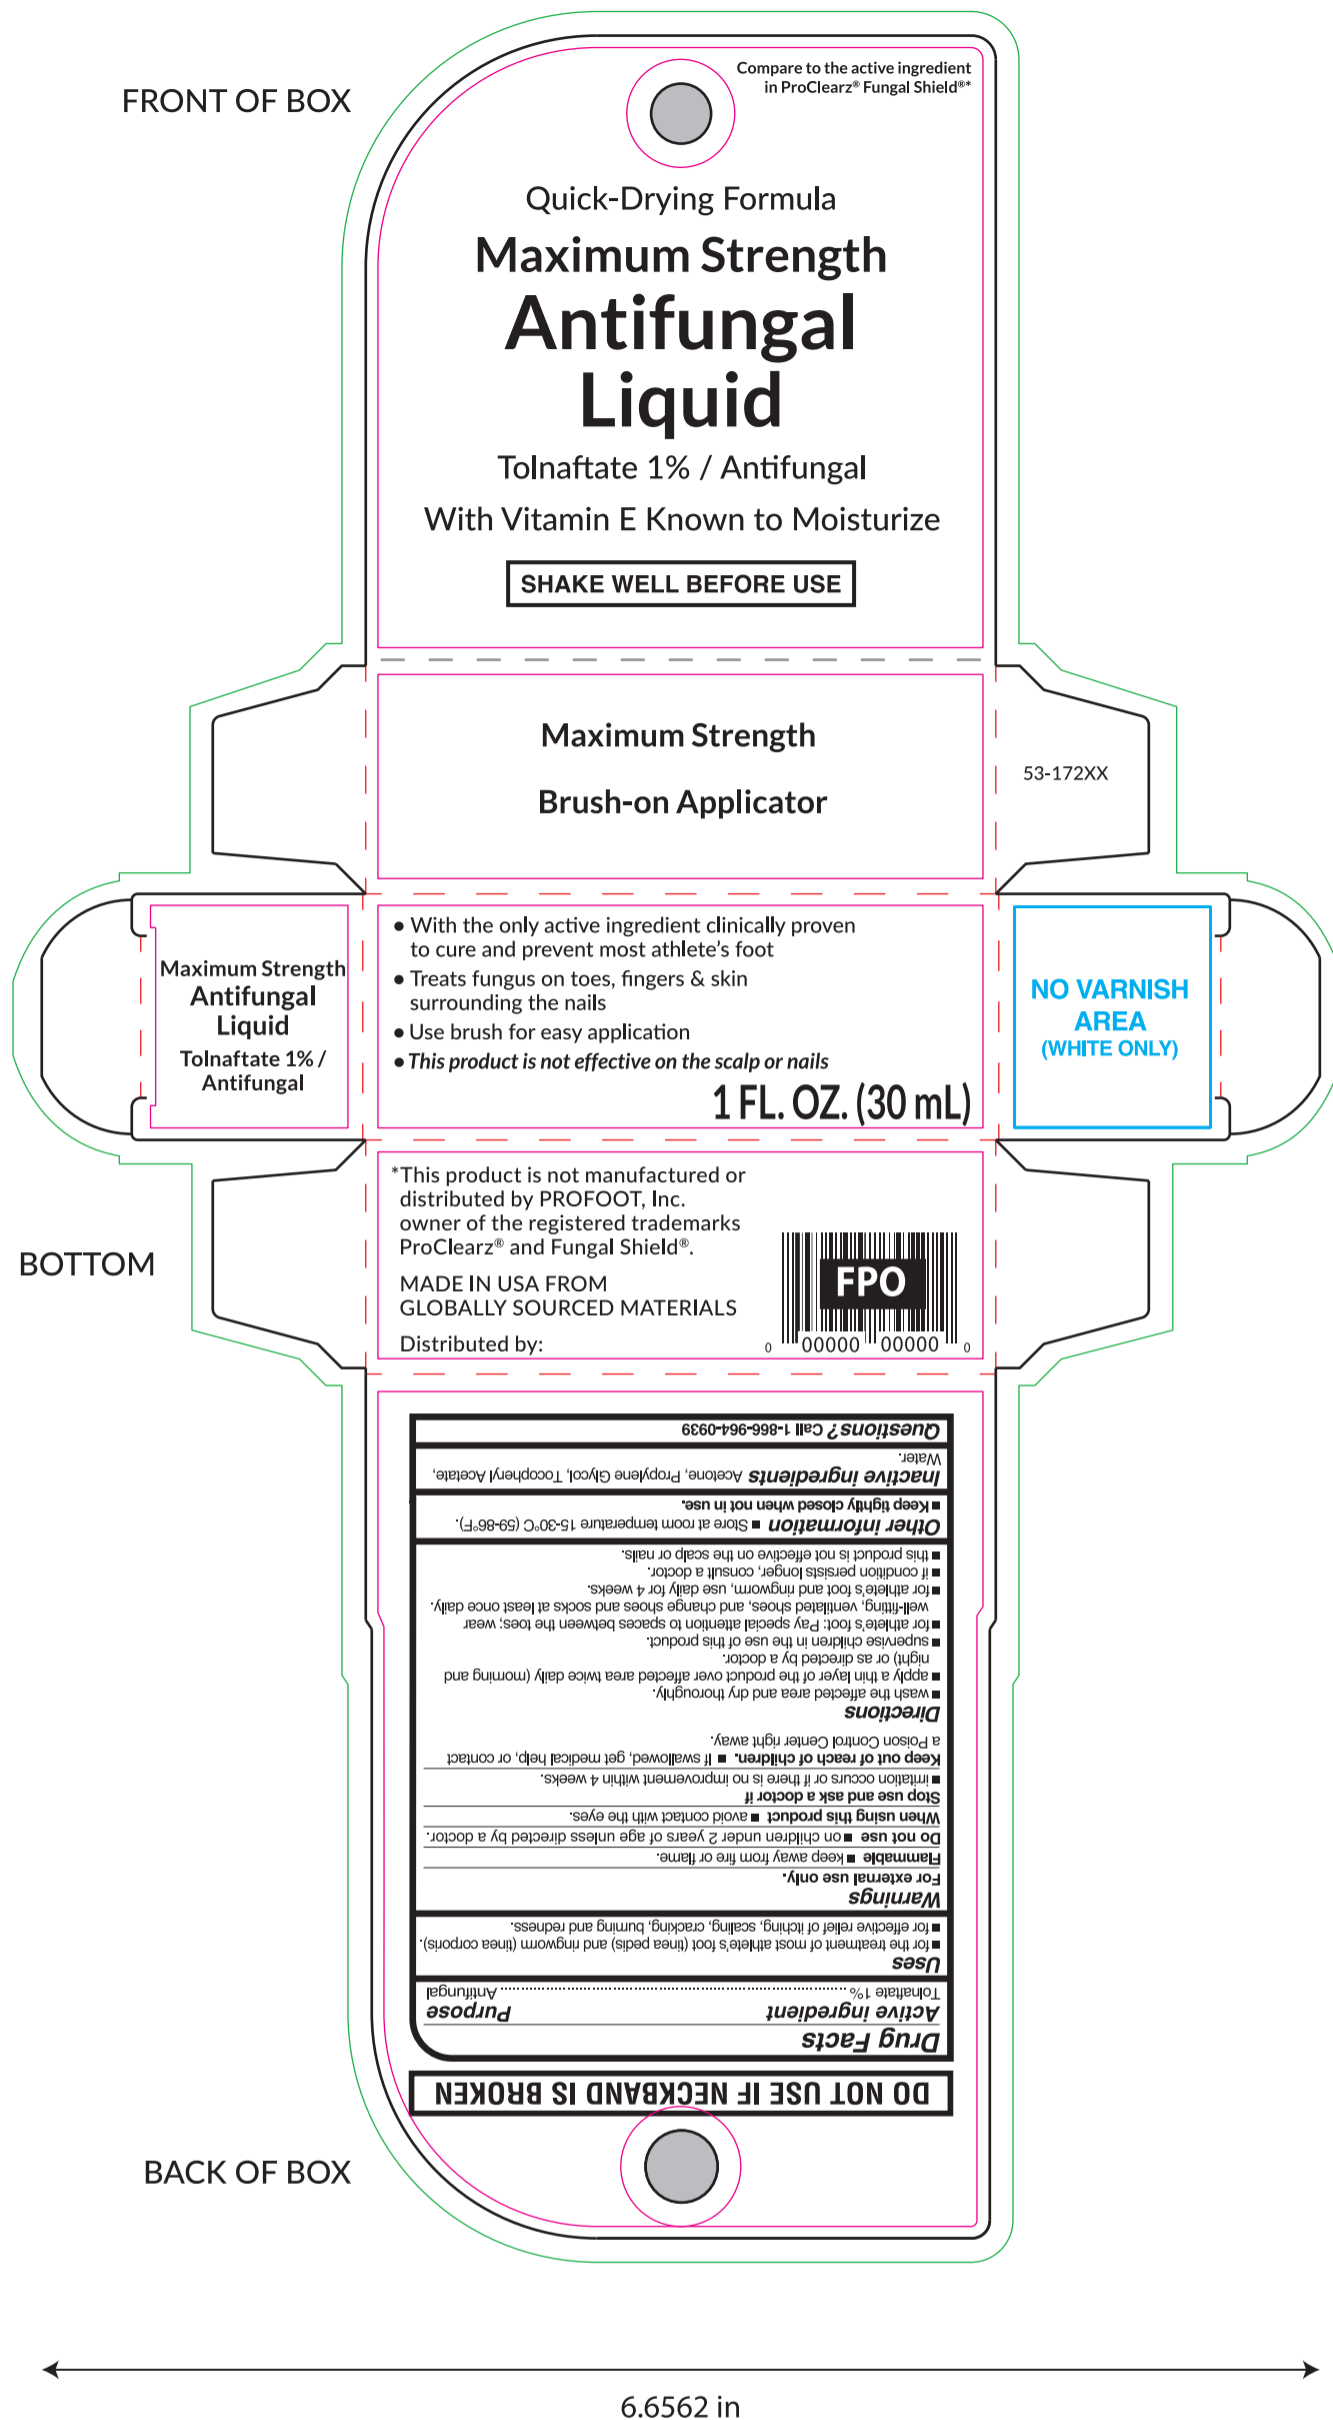 FRONT OF BOX
Compare to the active ingredient
in ProClearz® Fungal Shield®*
Quick-Drying Formula
Maximum Strength
Antifungal
Liquid
Tolnaftate 1% / Antifungal
With Vitamin E Known to Moisturize
SHAKE WELL BEFORE USE
Maximum Strength
Brush-on Applicator
53-172XX
Maximum Strength
Antifungal
Liquid
Tolnaftate 1% /
Antifungal
• With the only active ingredient clinically proven
to cure and prevent most athlete's foot
• Treats fungus on toes, fingers & skin
surrounding the nails
• Use brush for easy application
• This product is not effective on the scalp or nails
1 FL. OZ. (30 mL)
NO VARNISH
AREA
(WHITE ONLY)
BOTTOM
*This product is not manufactured or
distributed by PROFOOT, Inc.
owner of the registered trademarks
ProClearz® and Fungal Shield®.
MADE IN USA FROM
GLOBALLY SOURCED MATERIALS
Distributed by:
FPO
0 00000 00000 0
BACK OF BOX
DO NOT USE IF NECKBAND IS BROKEN
Drug Facts
Active ingredient Purpose
Tolnaftate 1% ........ Antifungal
Uses
■ for the treatment of most athlete's foot (tinea pedis) and ringworm (tinea corporis).
■ for effective relief of itching, scaling, cracking, burning and redness.
Warnings
For external use only.
Flammable ■ keep away from fire or flame.
Do not use ■ on children under 2 years of age unless directed by a doctor.
When using this product ■ avoid contact with the eyes.
Stop use and ask a doctor if
■ irritation occurs or if there is no improvement within 4 weeks.
Keep out of reach of children. ■ If swallowed, get medical help, or contact
a Poison Control Center right away.
Directions
■ wash the affected area and dry thoroughly.
■ apply a thin layer of the product over affected area twice daily (morning and
night) or as directed by a doctor.
■ supervise children in the use of this product.
■ for athlete's foot: Pay special attention to spaces between the toes; wear
well-fitting, ventilated shoes, and change shoes and socks at least once daily.
■ for athlete's foot and ringworm, use daily for 4 weeks.
■ if condition persists longer, consult a doctor.
■ this product is not effective on the scalp or nails.
Other information ■ Store at room temperature 15-30°C (59-86°F).
■ Keep tightly closed when not in use.
Inactive ingredients Acetone, Propylene Glycol, Tocopheryl Acetate,
Water.
Questions? Call 1-866-964-0939
6.6562 in